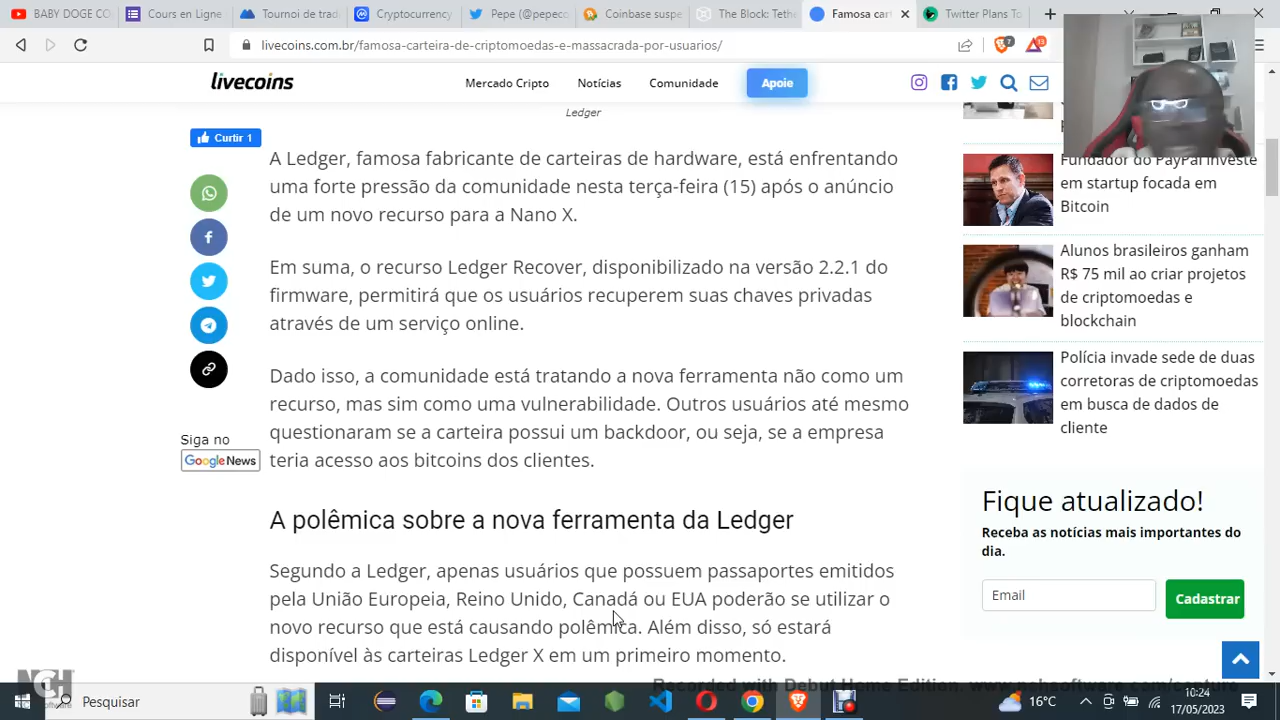 BABY DOGE CO
Cours en Ligne
Tournoi de trad
Cryptocurrency
Pepe (@pepecc
Coinbase suspe
The Block: Teth
Famosa car
Twitter Plans To
livecoins.com.br/famosa-carteira-de-criptomoedas-e-massacrada-por-usuarios/
7
13
livecoins
Mercado Cripto
Notícias
Comunidade
Apoie
Ledger
Curtir 1
A Ledger, famosa fabricante de carteiras de hardware, está enfrentando
uma forte pressão da comunidade nesta terça-feira (15) após o anúncio
de um novo recurso para a Nano X.
Em suma, o recurso Ledger Recover, disponibilizado na versão 2.2.1 do
firmware, permitirá que os usuários recuperem suas chaves privadas
através de um serviço online.
Dado isso, a comunidade está tratando a nova ferramenta não como um
recurso, mas sim como uma vulnerabilidade. Outros usuários até mesmo
questionaram se a carteira possui um backdoor, ou seja, se a empresa
teria acesso aos bitcoins dos clientes.
Siga no
Google News
A polêmica sobre a nova ferramenta da Ledger
Segundo a Ledger, apenas usuários que possuem passaportes emitidos
pela União Europeia, Reino Unido, Canadá ou EUA poderão se utilizar o
novo recurso que está causando polêmica. Além disso, só estará
disponível às carteiras Ledger X em um primeiro momento.
Fundador do PayPal investe
em startup focada em
Bitcoin
Alunos brasileiros ganham
R$ 75 mil ao criar projetos
de criptomoedas e
blockchain
Polícia invade sede de duas
corretoras de criptomoedas
em busca de dados de
cliente
Fique atualizado!
Receba as notícias mais importantes do
dia.
Email
Cadastrar
NCH
Recorded with Debut Home Edition. www.nchsoftware.com/capture
Pesquisar
16°C
10:24
17/05/2023